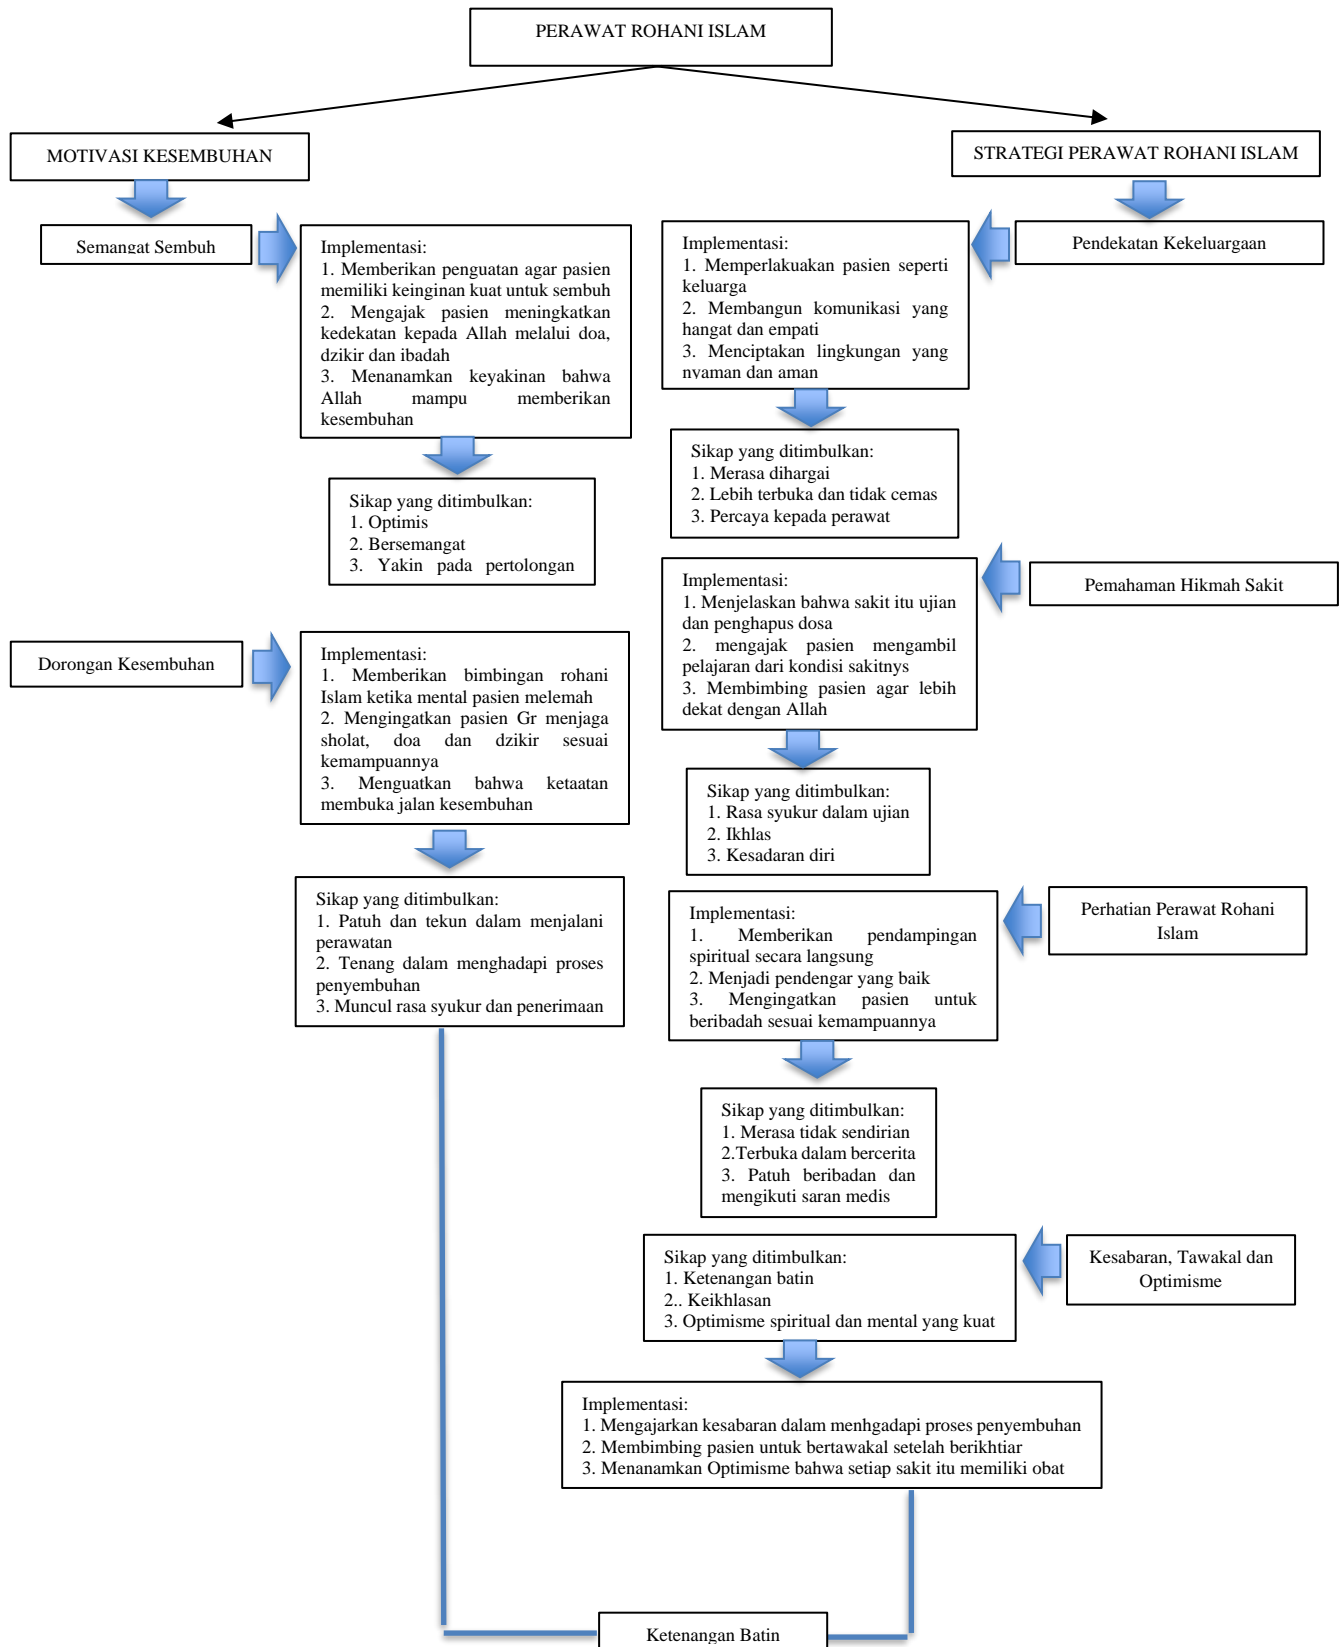 PERAWAT ROHANI ISLAM
MOTIVASI KESEMBUHAN
STRATEGI PERAWAT ROHANI ISLAM
Semangat Sembuh
Implementasi:
1. Memberikan penguatan agar pasien
memiliki keinginan kuat untuk sembuh
2. Mengajak pasien meningkatkan
kedekatan kepada Allah melalui doa,
dzikir dan ibadah
3. Menanamkan keyakinan bahwa
Allah mampu memberikan
kesembuhan
Sikap yang ditimbulkan:
1. Optimis
2. Bersemangat
3. Yakin pada pertolongan
Dorongan Kesembuhan
Implementasi:
1. Memberikan bimbingan rohani
Islam ketika mental pasien melemah
2. Mengingatkan pasien Gr menjaga
sholat, doa dan dzikir sesuai
kemampuannya
3. Menguatkan bahwa ketaatan
membuka jalan kesembuhan
Sikap yang ditimbulkan:
1. Patuh dan tekun dalam menjalani
perawatan
2. Tenang dalam menghadapi proses
penyembuhan
3. Muncul rasa syukur dan penerimaan
Pendekatan Kekeluargaan
Implementasi:
1. Memperlakuakan pasien seperti
keluarga
2. Membangun komunikasi yang
hangat dan empati
3. Menciptakan lingkungan yang
nyaman dan aman
Sikap yang ditimbulkan:
1. Merasa dihargai
2. Lebih terbuka dan tidak cemas
3. Percaya kepada perawat
Pemahaman Hikmah Sakit
Implementasi:
1. Menjelaskan bahwa sakit itu ujian
dan penghapus dosa
2. mengajak pasien mengambil
pelajaran dari kondisi sakitnys
3. Membimbing pasien agar lebih
dekat dengan Allah
Sikap yang ditimbulkan:
1. Rasa syukur dalam ujian
2. Ikhlas
3. Kesadaran diri
Perhatian Perawat Rohani
Islam
Implementasi:
1. Memberikan pendampingan
spiritual secara langsung
2. Menjadi pendengar yang baik
3. Mengingatkan pasien untuk
beribadah sesuai kemampuannya
Sikap yang ditimbulkan:
1. Merasa tidak sendirian
2.Terbuka dalam bercerita
3. Patuh beribadan dan
mengikuti saran medis
Kesabaran, Tawakal dan
Optimisme
Sikap yang ditimbulkan:
1. Ketenangan batin
2.. Keikhlasan
3. Optimisme spiritual dan mental yang kuat
Implementasi:
1. Mengajarkan kesabaran dalam menhgadapi proses penyembuhan
2. Membimbing pasien untuk bertawakal setelah berikhtiar
3. Menanamkan Optimisme bahwa setiap sakit itu memiliki obat
Ketenangan Batin